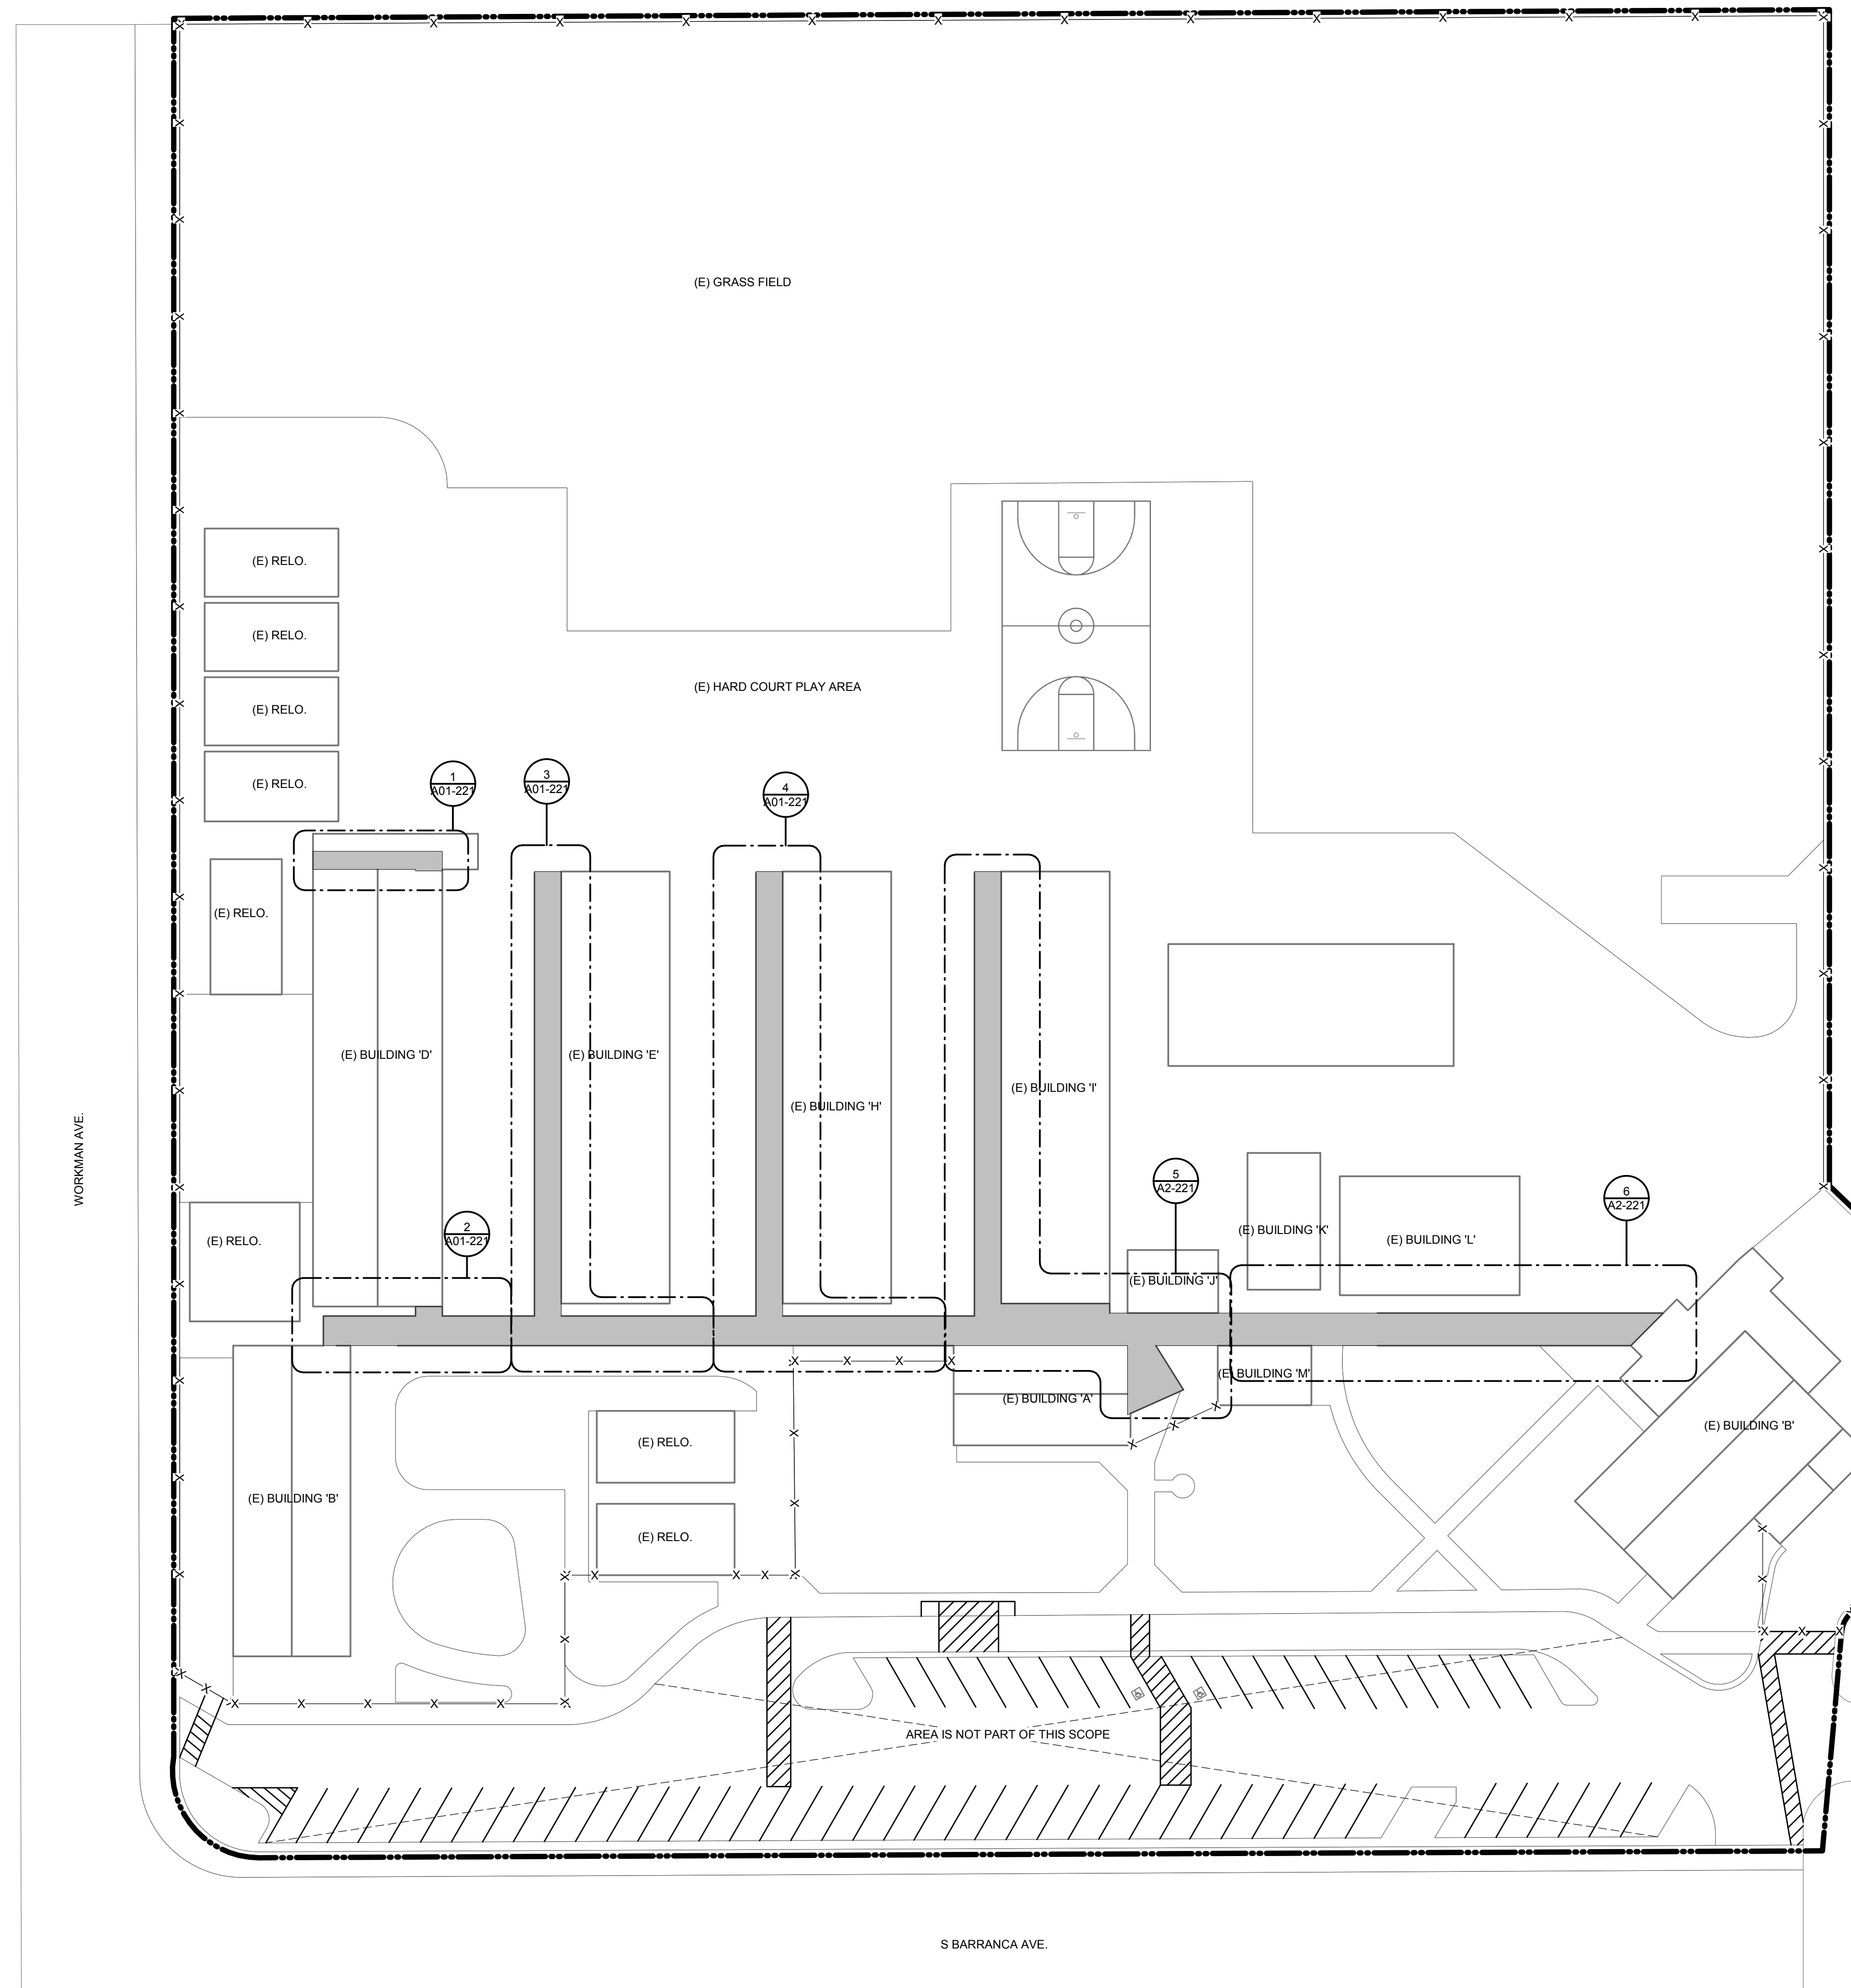 (E) GRASS FIELD
(E) RELO.
(E) RELO.
(E) HARD COURT PLAY AREA
(E) RELO.
(E) RELO.
1
A01-221
3
A01-221
4
A01-221
(E) RELO.
(E) BUILDING 'D'
(E) BUILDING 'E'
(E) BUILDING 'H'
(E) BUILDING 'I'
WORKMAN AVE.
5
A2-221
6
A2-221
2
A01-221
(E) RELO.
(E) BUILDING 'K'
(E) BUILDING 'L'
(E) BUILDING 'J'
(E) BUILDING 'M'
(E) BUILDING 'A'
(E) BUILDING 'B'
(E) RELO.
(E) BUILDING 'B'
(E) RELO.
AREA IS NOT PART OF THIS SCOPE
S BARRANCA AVE.